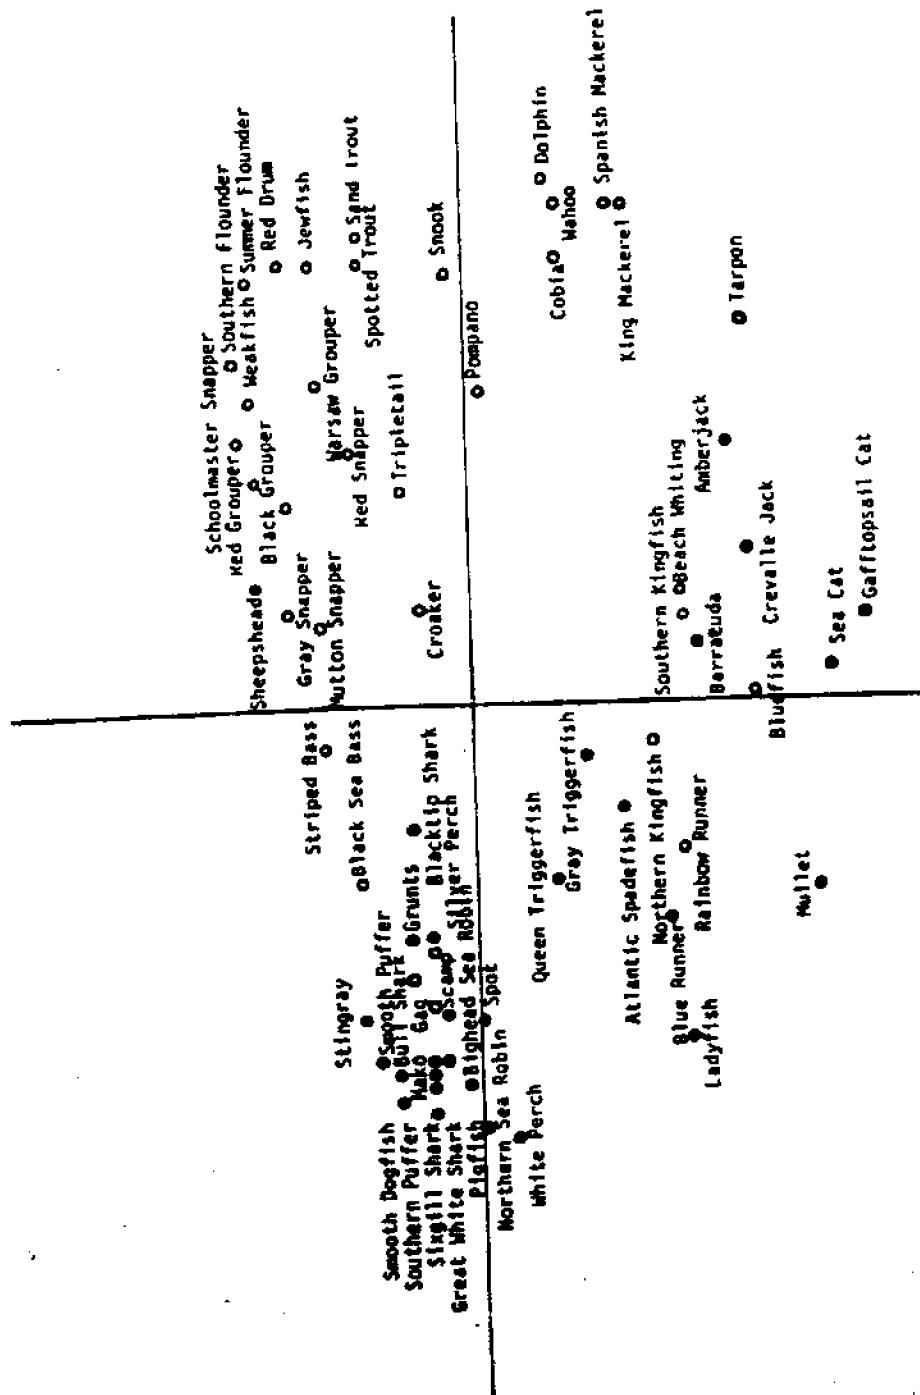 Schoolmaster Snapper
Southern Flounder
Summer Flounder
Red Grouper
Weakfish
Red Drum
Black Grouper
Jewfish
Sheepshead
Gray Snapper
Warsaw Grouper
Sand Trout
Spotted Trout
Mutton Snapper
Red Snapper
Tripletail
Snook
Croaker
Pompano
Dolphin
Cobia
Wahoo
Spanish Mackerel
King Mackerel
Tarpon
Southern Kingfish
Beach Whiting
Amberjack
Barratuda
Crevalle Jack
Bluefish
Sea Cat
Gafftopsail Cat
Striped Bass
Black Sea Bass
Stingray
Smooth Puffer
Bull Shark
Grunts
Blacktip Shark
Mako
Gag
Scamp
Silver Perch
Smooth Dogfish
Southern Puffer
Sixgill Shark
Great White Shark
Bighead Sea Robin
Pigfish
Spot
Northern Sea Robin
White Perch
Queen Triggerfish
Gray Triggerfish
Atlantic Spadefish
Northern Kingfish
Blue Runner
Rainbow Runner
Ladyfish
Mullet